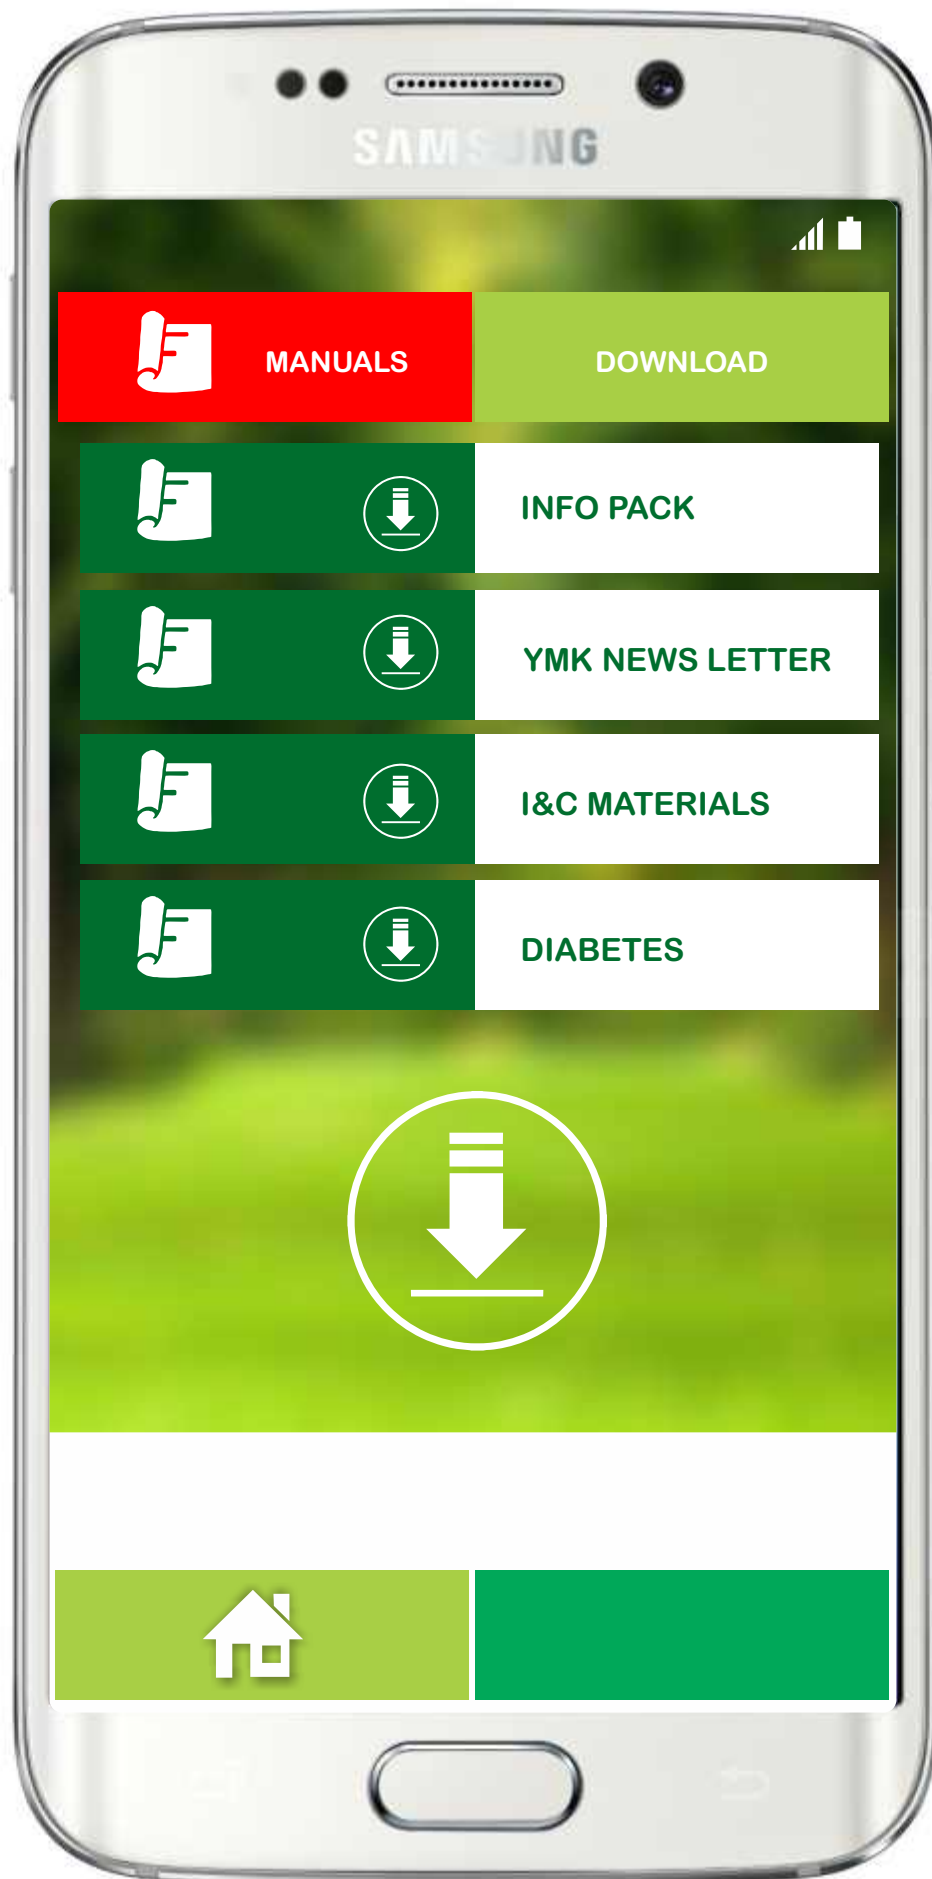 SAMSUNG
MANUALS
DOWNLOAD
INFO PACK
YMK NEWS LETTER
I&C MATERIALS
DIABETES